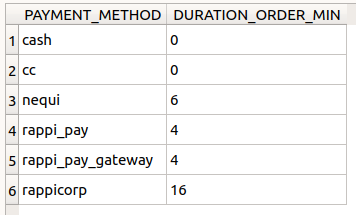 PAYMENT_METHOD DURATION_ORDER_MIN
1 cash 0
2 cc 0
3 nequi 6
4 rappi_pay 4
5 rappi_pay_gateway 4
6 rappicorp 16